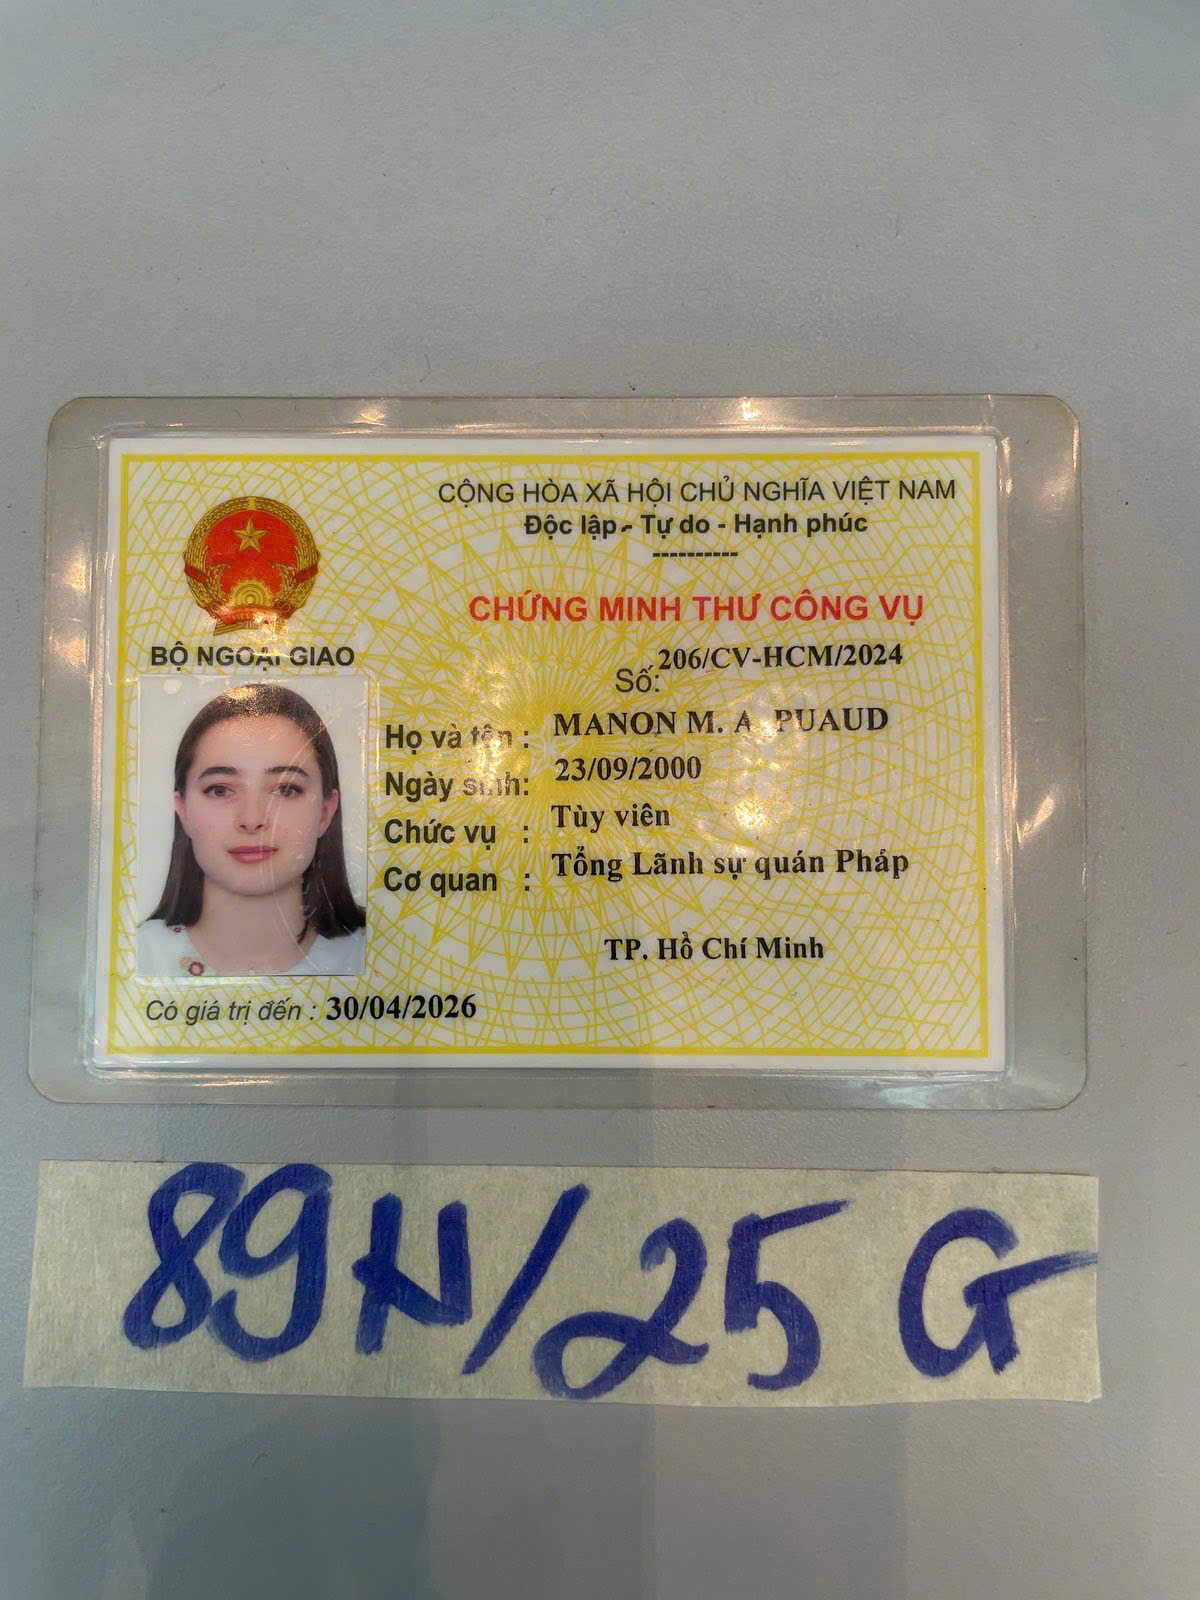 CỘNG HÒA XÃ HỘI CHỦ NGHĨA VIỆT NAM
Độc lập - Tự do - Hạnh phúc
----------
BỘ NGOẠI GIAO
CHỨNG MINH THƯ CÔNG VỤ
Số: 206/CV-HCM/2024
Họ và tên : MANON M. A. PUAUD
Ngày sinh: 23/09/2000
Chức vụ : Tùy viên
Cơ quan : Tổng Lãnh sự quán Pháp
TP. Hồ Chí Minh
Có giá trị đến : 30/04/2026
89H/25 G